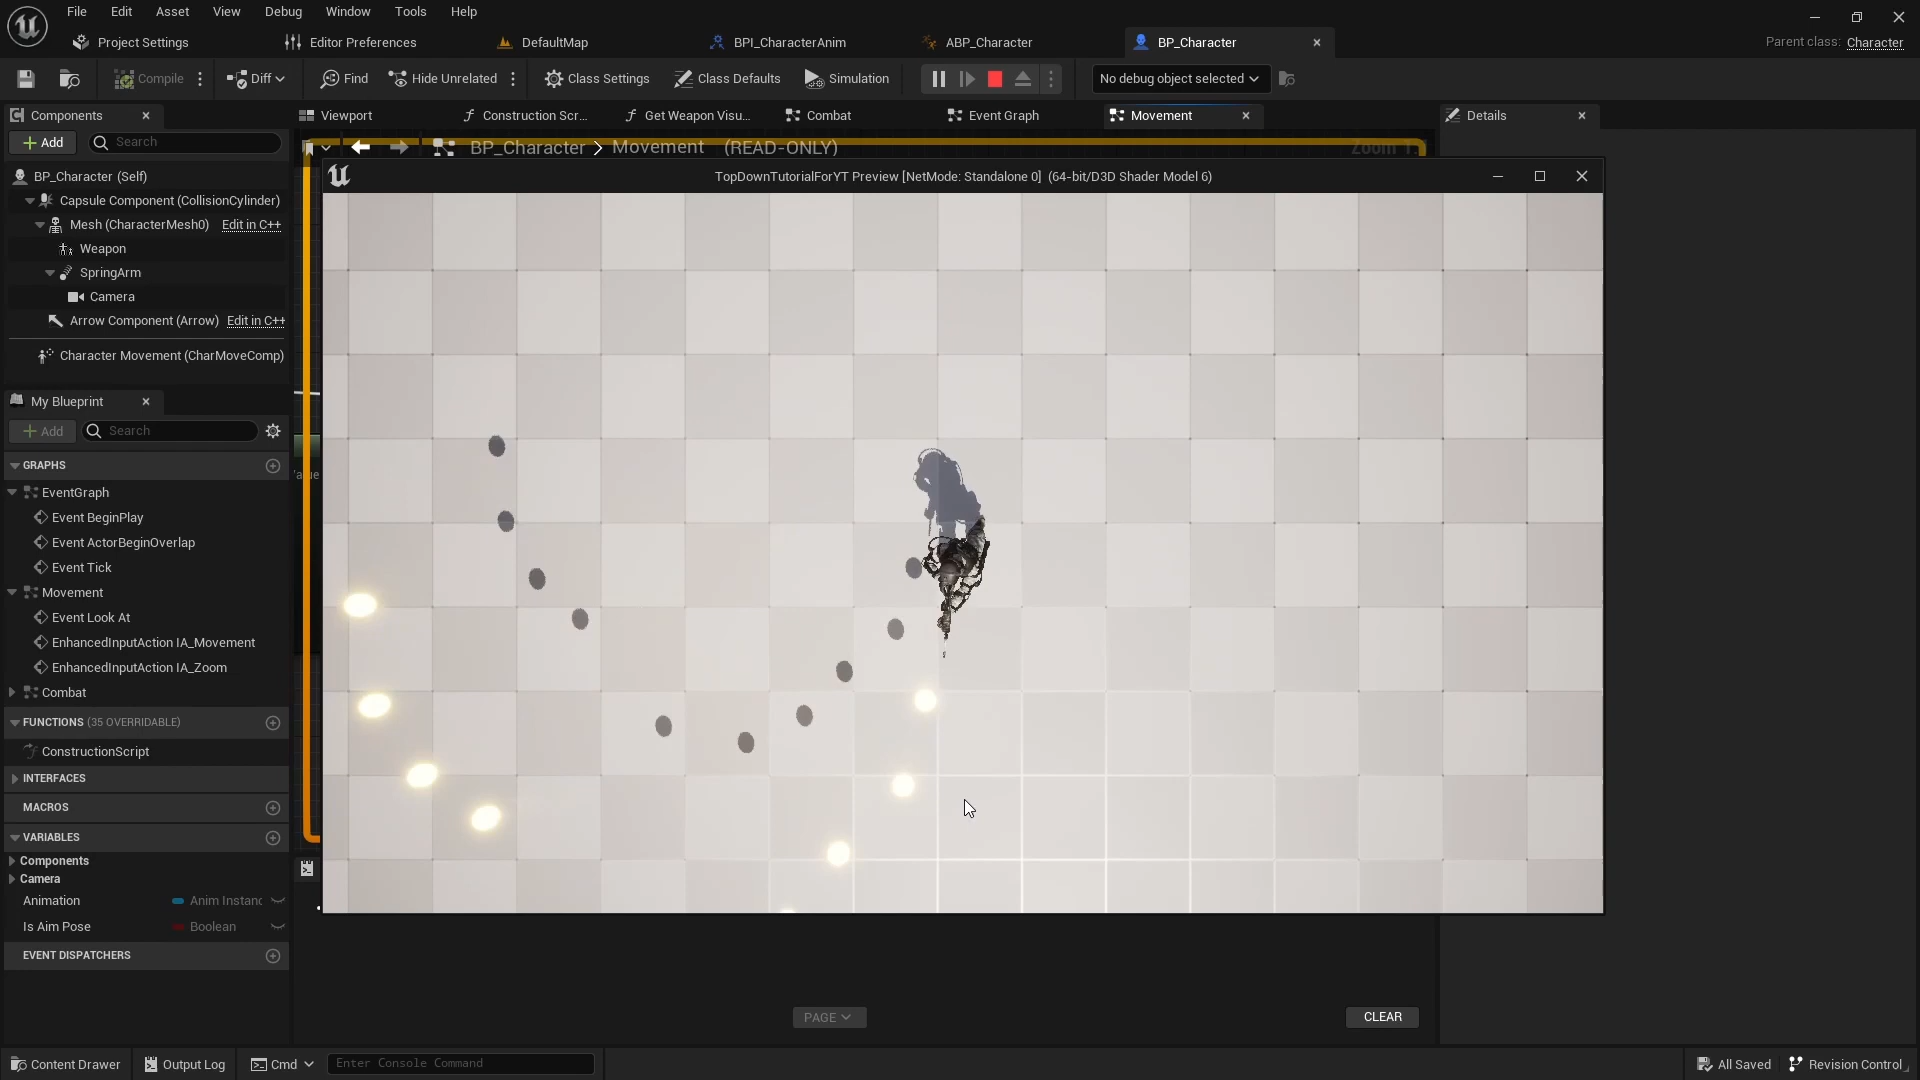 File Edit Asset View Debug Window Tools Help
Project Settings Editor Preferences DefaultMap BPI_CharacterAnim ABP_Character BP_Character Parent class: Character
Compile Diff Find Hide Unrelated Class Settings Class Defaults Simulation No debug object selected
Components Viewport Construction Scr... Get Weapon Visu... Combat Event Graph Movement Details
Add Search
BP_Character > Movement (READ-ONLY) Zoom
TopDownTutorialForYT Preview [NetMode: Standalone 0] (64-bit/D3D Shader Model 6)
BP_Character (Self)
Capsule Component (CollisionCylinder)
Mesh (CharacterMesh0) Edit in C++
Weapon
SpringArm
Camera
Arrow Component (Arrow) Edit in C++
Character Movement (CharMoveComp)
My Blueprint
Add Search
GRAPHS
EventGraph
Event BeginPlay
Event ActorBeginOverlap
Event Tick
Movement
Event Look At
EnhancedInputAction IA_Movement
EnhancedInputAction IA_Zoom
Combat
FUNCTIONS (35 OVERRIDABLE)
ConstructionScript
INTERFACES
MACROS
VARIABLES
Components
Camera
Animation Anim Instanc
Is Aim Pose Boolean
EVENT DISPATCHERS
PAGE CLEAR
Content Drawer Output Log Cmd Enter Console Command All Saved Revision Control